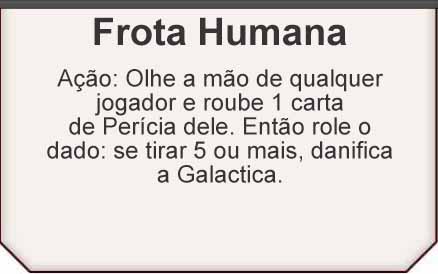 Frota Humana
Ação: Olhe a mão de qualquer
jogador e roube 1 carta
de Perícia dele. Então role o
dado: se tirar 5 ou mais, danifica
a Galactica.